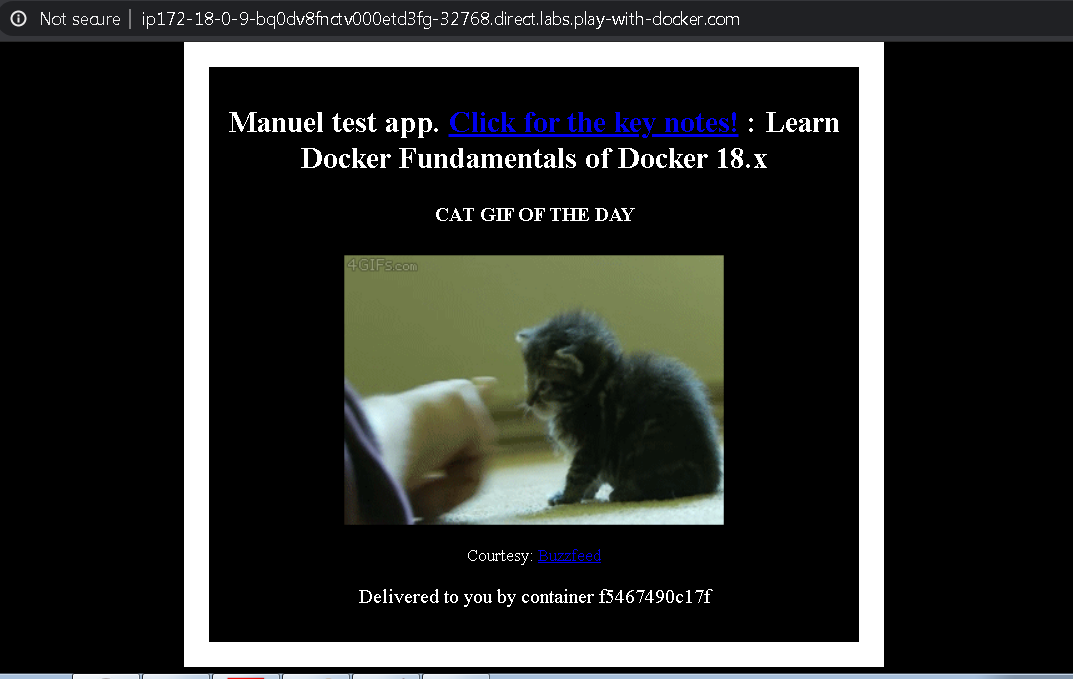 Not secure | ip172-18-0-9-bq0dv8fnctv000etd3fg-32768.direct.labs.play-with-docker.com
Manuel test app. Click for the key notes! : Learn
Docker Fundamentals of Docker 18.x
CAT GIF OF THE DAY
4GIFs.com
Courtesy: Buzzfeed
Delivered to you by container f5467490c17f